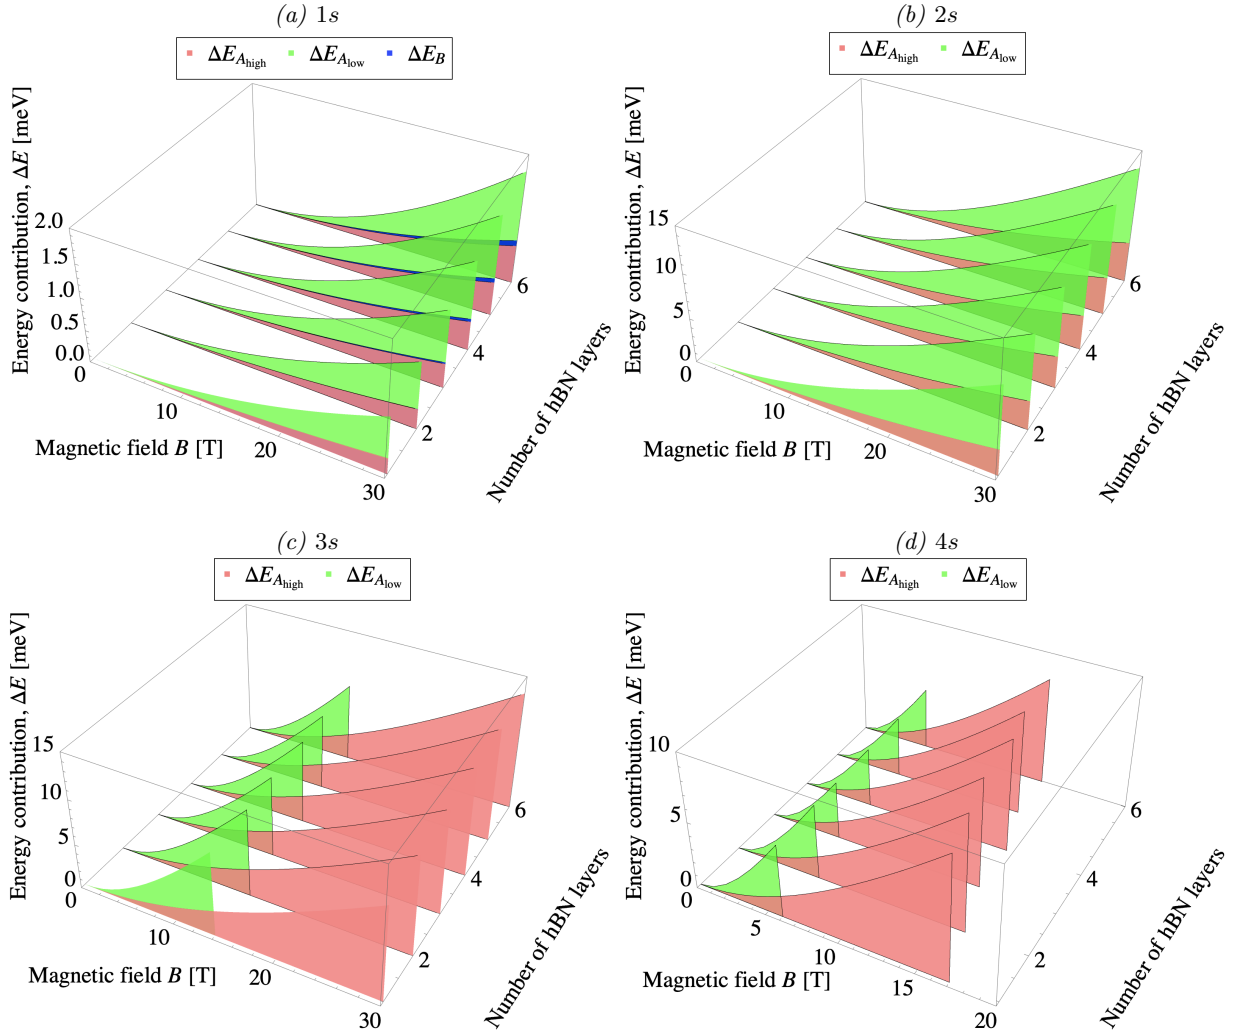 (a) 1s
ΔE_{A_high} ΔE_{A_low} ΔE_B
Energy contribution, ΔE [meV]
2.0
1.5
1.0
0.5
0.0
0
10
20
30
Magnetic field B [T]
2
4
6
Number of hBN layers
(b) 2s
ΔE_{A_high} ΔE_{A_low}
Energy contribution, ΔE [meV]
15
10
5
0
0
10
20
30
Magnetic field B [T]
2
4
6
Number of hBN layers
(c) 3s
ΔE_{A_high} ΔE_{A_low}
Energy contribution, ΔE [meV]
15
10
5
0
0
10
20
30
Magnetic field B [T]
2
4
6
Number of hBN layers
(d) 4s
ΔE_{A_high} ΔE_{A_low}
Energy contribution, ΔE [meV]
10
5
0
0
5
10
15
20
Magnetic field B [T]
2
4
6
Number of hBN layers